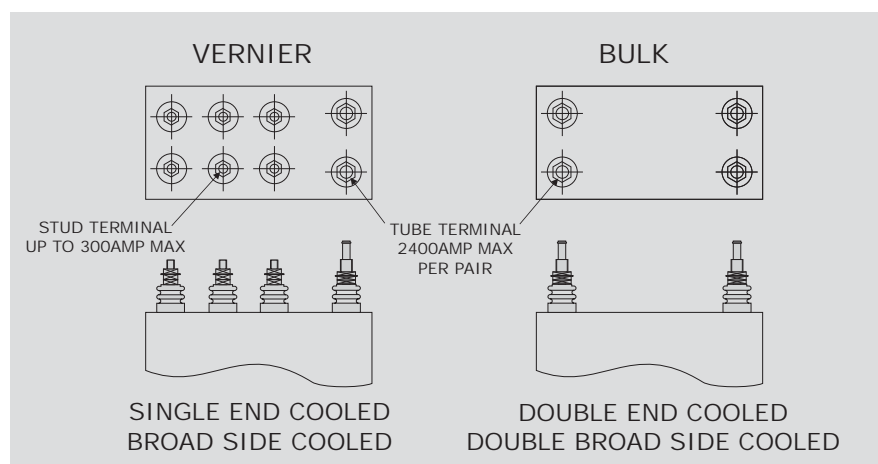 VERNIER
BULK
STUD TERMINAL
UP TO 300AMP MAX
TUBE TERMINAL
2400AMP MAX
PER PAIR
SINGLE END COOLED
BROAD SIDE COOLED
DOUBLE END COOLED
DOUBLE BROAD SIDE COOLED